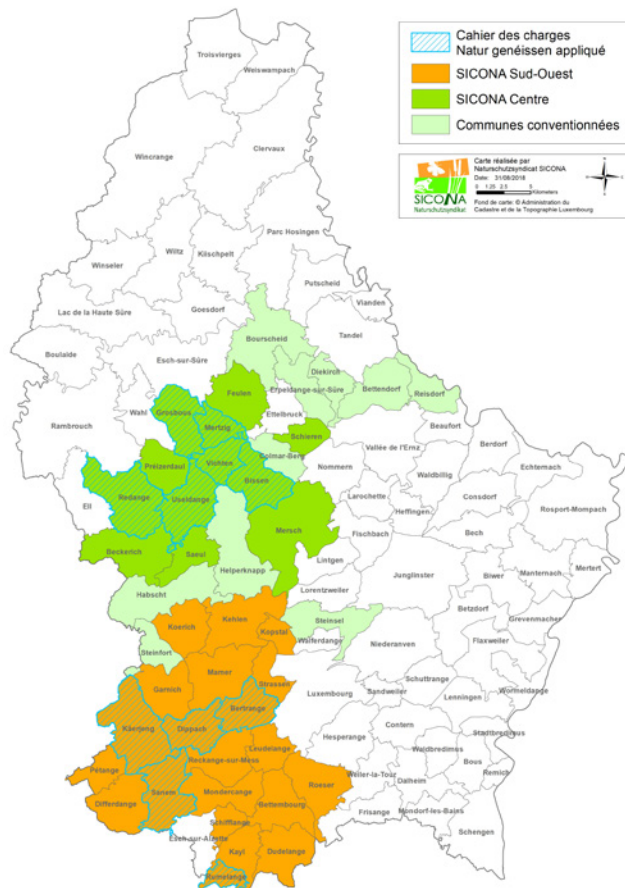 Cahier des charges
Natur genéissen appliqué
SICONA Sud-Ouest
SICONA Centre
Communes conventionnées
Carte réalisée par
Naturschutzsyndicat SICONA
Date: 31/08/2018
0 1.25 2.5 5
Kilometers
SICONA
Naturschutzsyndikat
Fond de carte: © Administration du
Cadastre et de la Topographie Luxembourg
Troisvierges
Weiswampach
Clervaux
Wincrange
Parc Hosingen
Wiltz
Kiischpelt
Winseler
Putscheid
Vianden
Goesdorf
Lac de la Haute Sûre
Tandel
Bourscheid
Boulaide
Esch-sur-Sûre
Diekirch
Feulen
Erpeldange-sur-Sûre
Bettendorf
Reisdorf
Wahl
Grosbous
Ettelbruck
Rambrouch
Mertzig
Beaufort
Schieren
Vallée de l'Ernz
Berdorf
Colmar-Berg
Preizerdaul
Vichten
Nommern
Waldbillig
Echternach
Bissen
Redange
Useldange
Larochette
Consdorf
Ell
Heffingen
Rosport-Mompach
Mersch
Fischbach
Bech
Beckerich
Saeul
Lintgen
Helperknapp
Junglinster
Biwer
Manternach
Mertert
Lorentzweiler
Habscht
Betzdorf
Grevenmacher
Koerich
Kehlen
Steinsel
Kopstal
Walferdange
Flaxweiler
Steinfort
Niederanven
Mamer
Schuttrange
Strassen
Garnich
Luxembourg
Sandweiler
Lenningen
Wormeldange
Bertrange
Käerjeng
Dippach
Contern
Stadtbredimus
Hesperange
Waldbredimus
Leudelange
Reckange-sur-Mess
Bous
Remich
Pétange
Weiler-la-Tour
Roeser
Dalheim
Sanem
Mondercange
Differdange
Bettembourg
Mondorf-les-Bains
Frisange
Schifflange
Schengen
Esch-sur-Alzette
Kayl
Dudelange
Rumelange